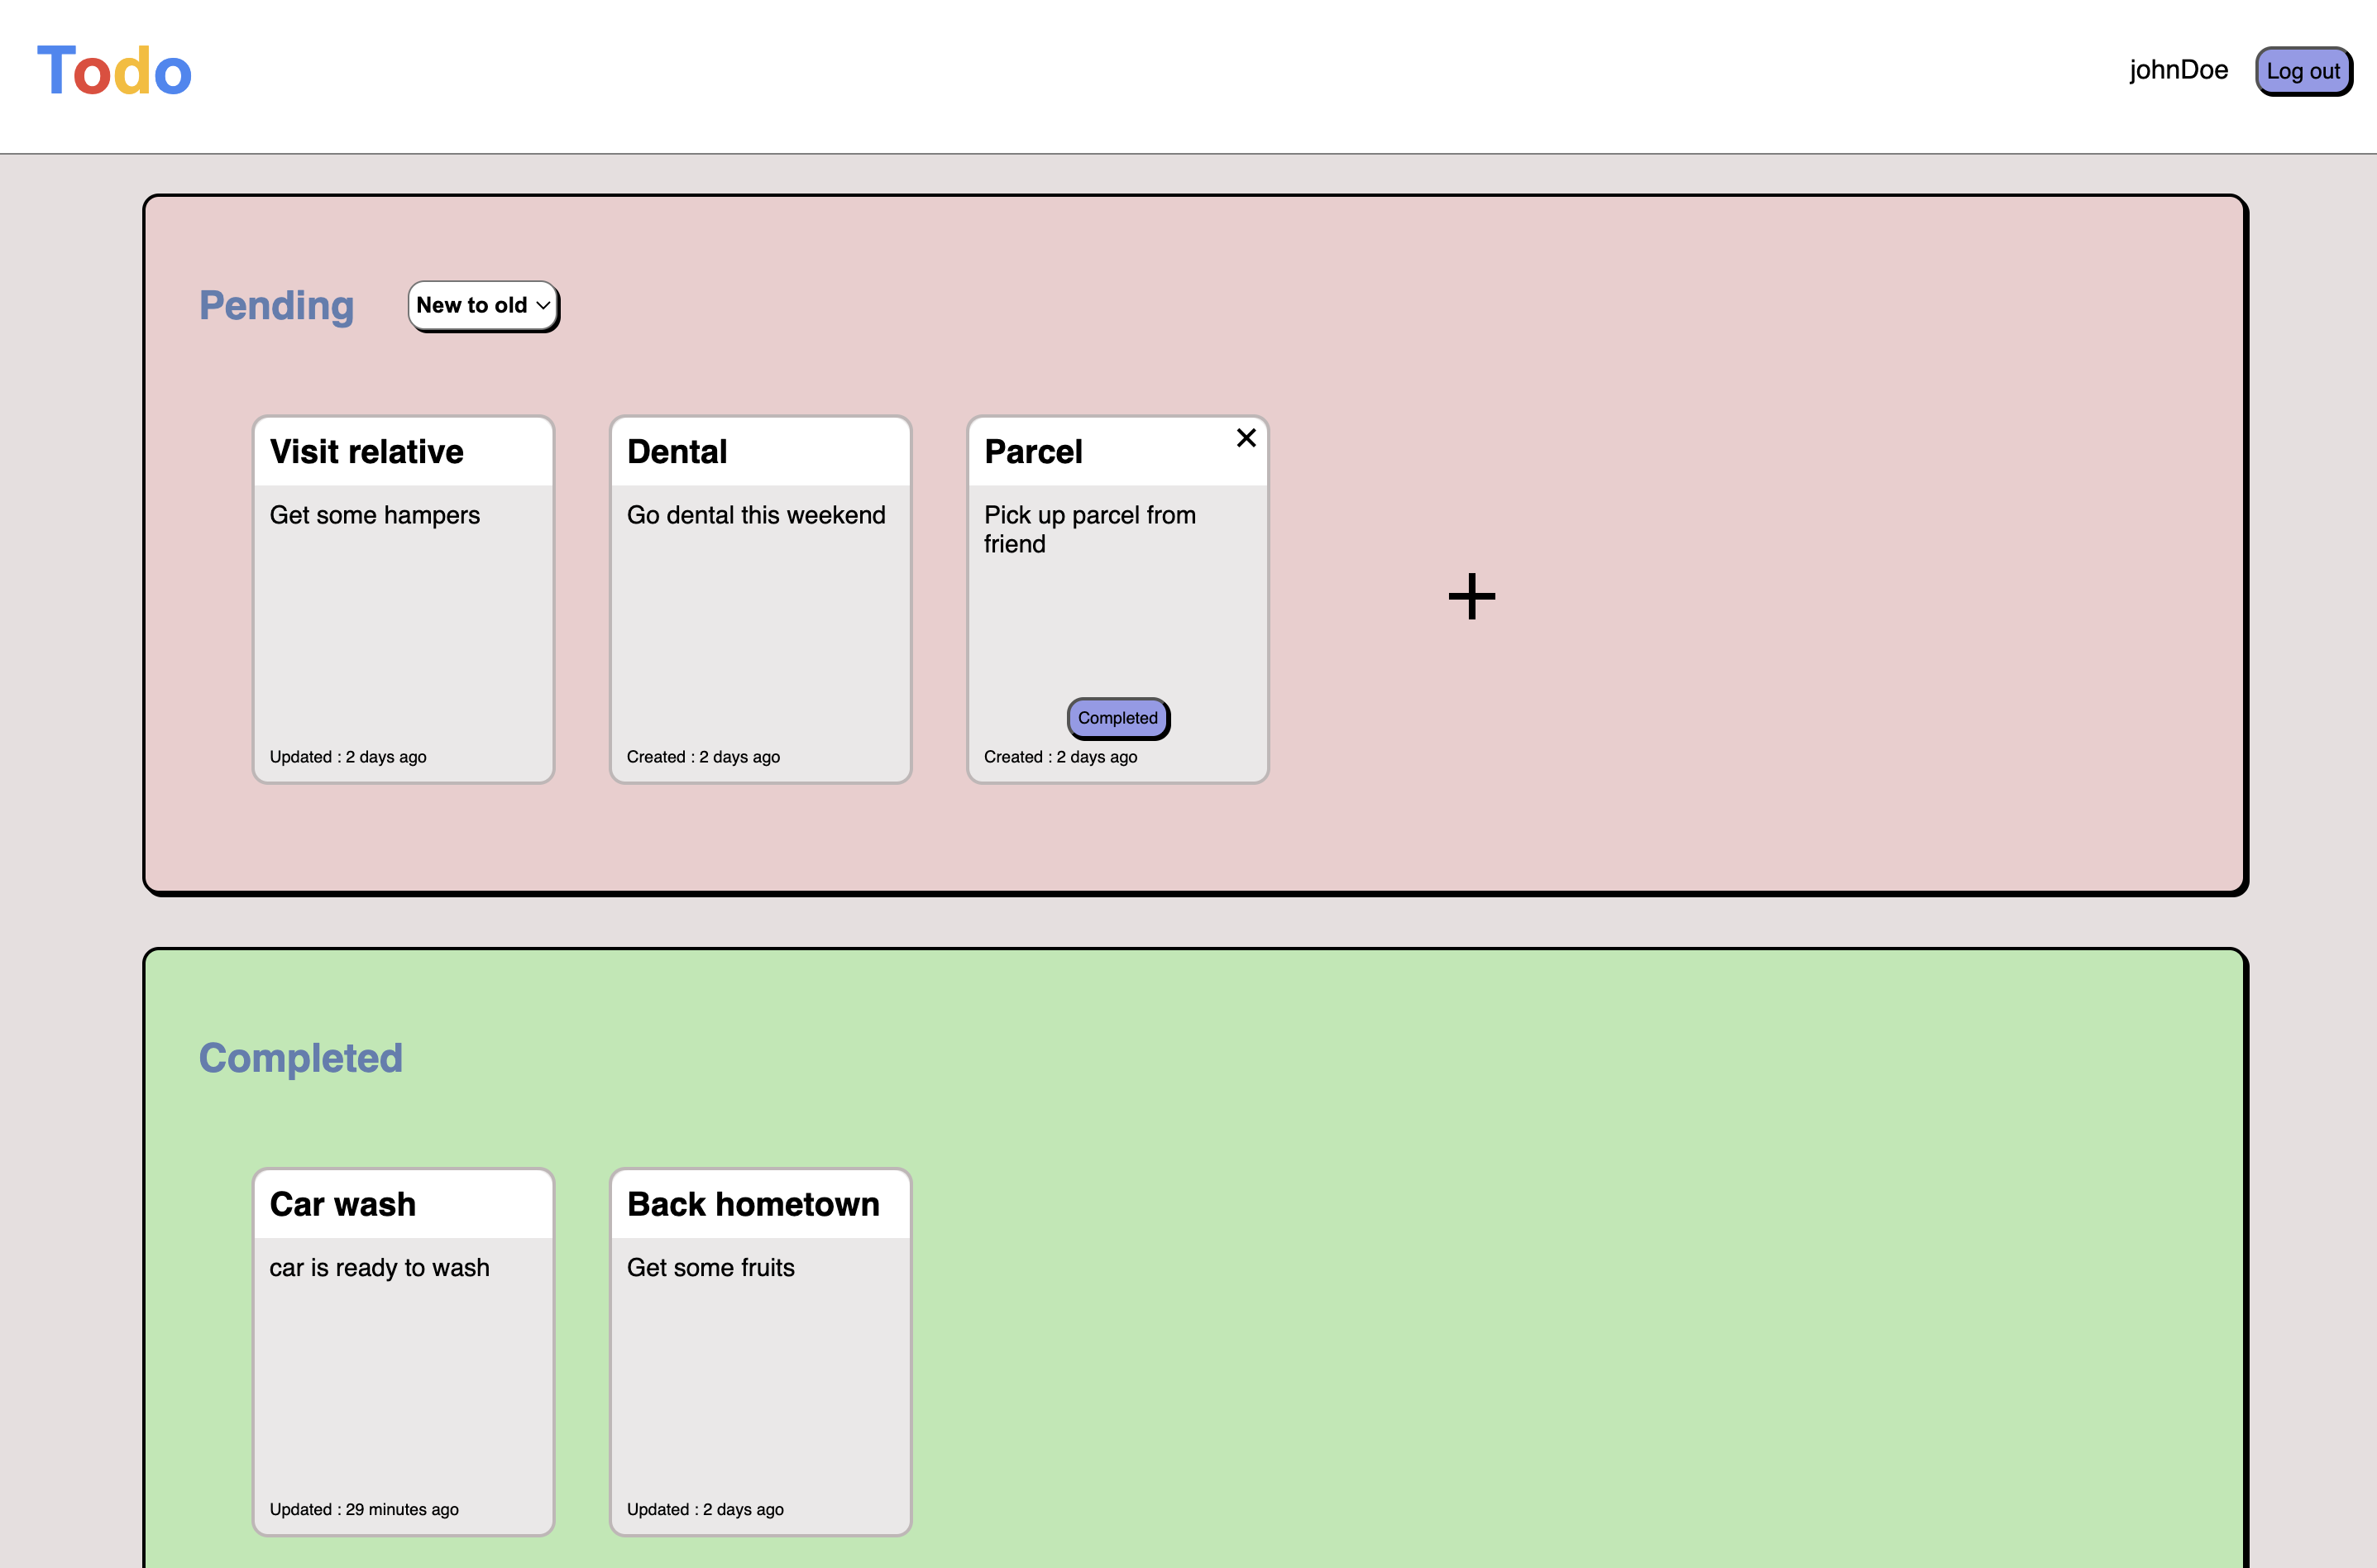 Todo
johnDoe
Log out
Pending
New to old
Visit relative
Get some hampers
Updated : 2 days ago
Dental
Go dental this weekend
Created : 2 days ago
Parcel
Pick up parcel from
friend
Completed
Created : 2 days ago
Completed
Car wash
car is ready to wash
Updated : 29 minutes ago
Back hometown
Get some fruits
Updated : 2 days ago